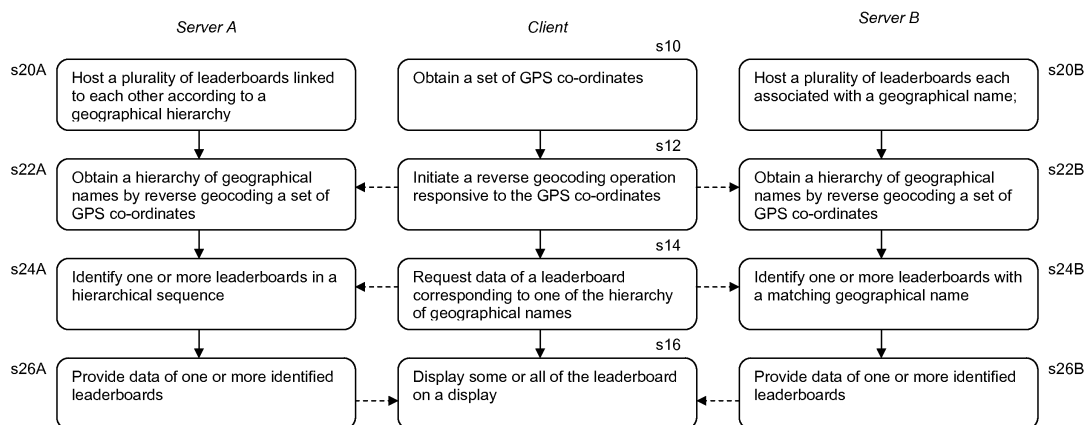 Server A
Client
Server B
s10
s20A
Host a plurality of leaderboards linked
to each other according to a
geographical hierarchy
Obtain a set of GPS co-ordinates
Host a plurality of leaderboards each
associated with a geographical name;
s20B
s12
s22A
Obtain a hierarchy of geographical
names by reverse geocoding a set of
GPS co-ordinates
Initiate a reverse geocoding operation
responsive to the GPS co-ordinates
Obtain a hierarchy of geographical
names by reverse geocoding a set of
GPS co-ordinates
s22B
s14
s24A
Identify one or more leaderboards in a
hierarchical sequence
Request data of a leaderboard
corresponding to one of the hierarchy
of geographical names
Identify one or more leaderboards with
a matching geographical name
s24B
s16
s26A
Provide data of one or more identified
leaderboards
Display some or all of the leaderboard
on a display
Provide data of one or more identified
leaderboards
s26B